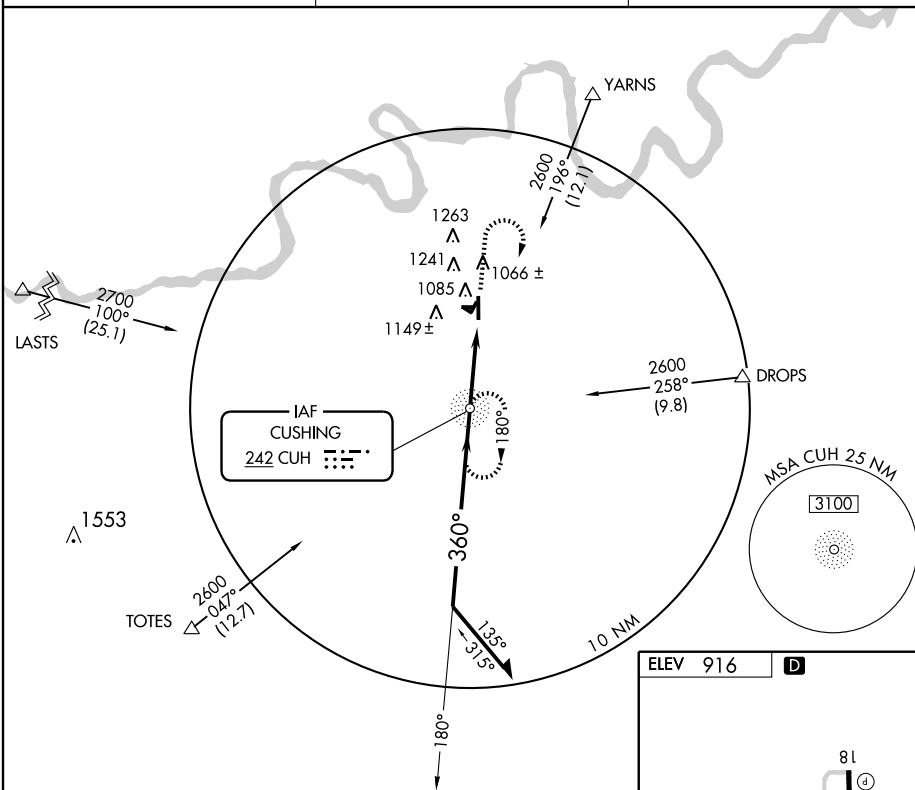 YARNS
2600
196°
(12.1)
1263
1241
1066 ±
1085
1149 ±
2700
100°
(25.1)
LASTS
2600
258°
(9.8)
DROPS
IAF
CUSHING
242 CUH
180°
MSA CUH 25 NM
3100
1553
360°
2600
047°
(12.7)
TOTES
135°
315°
10 NM
180°
ELEV 916 D
18
P